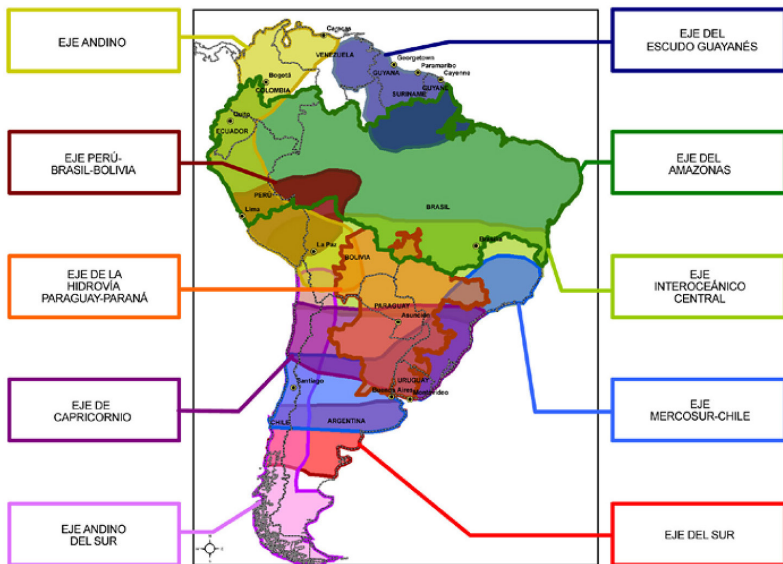 EJE ANDINO
EJE DEL
ESCUDO GUAYANÉS
EJE PERÚ-
BRASIL-BOLIVIA
EJE DEL
AMAZONAS
EJE DE LA
HIDROVÍA
PARAGUAY-PARANÁ
EJE
INTEROCEÁNICO
CENTRAL
EJE DE
CAPRICORNIO
EJE
MERCOSUR-CHILE
EJE ANDINO
DEL SUR
EJE DEL SUR
Caracas
VENEZUELA
Georgetown
Paramaribo
GUYANA
Cayenne
GUYANE
SURINAME
Bogotá
COLOMBIA
Quito
ECUADOR
PERÚ
BRASIL
Lima
La Paz
BOLIVIA
Brasilia
PARAGUAY
Asunción
Santiago
URUGUAY
Buenos Aires
Montevideo
CHILE
ARGENTINA